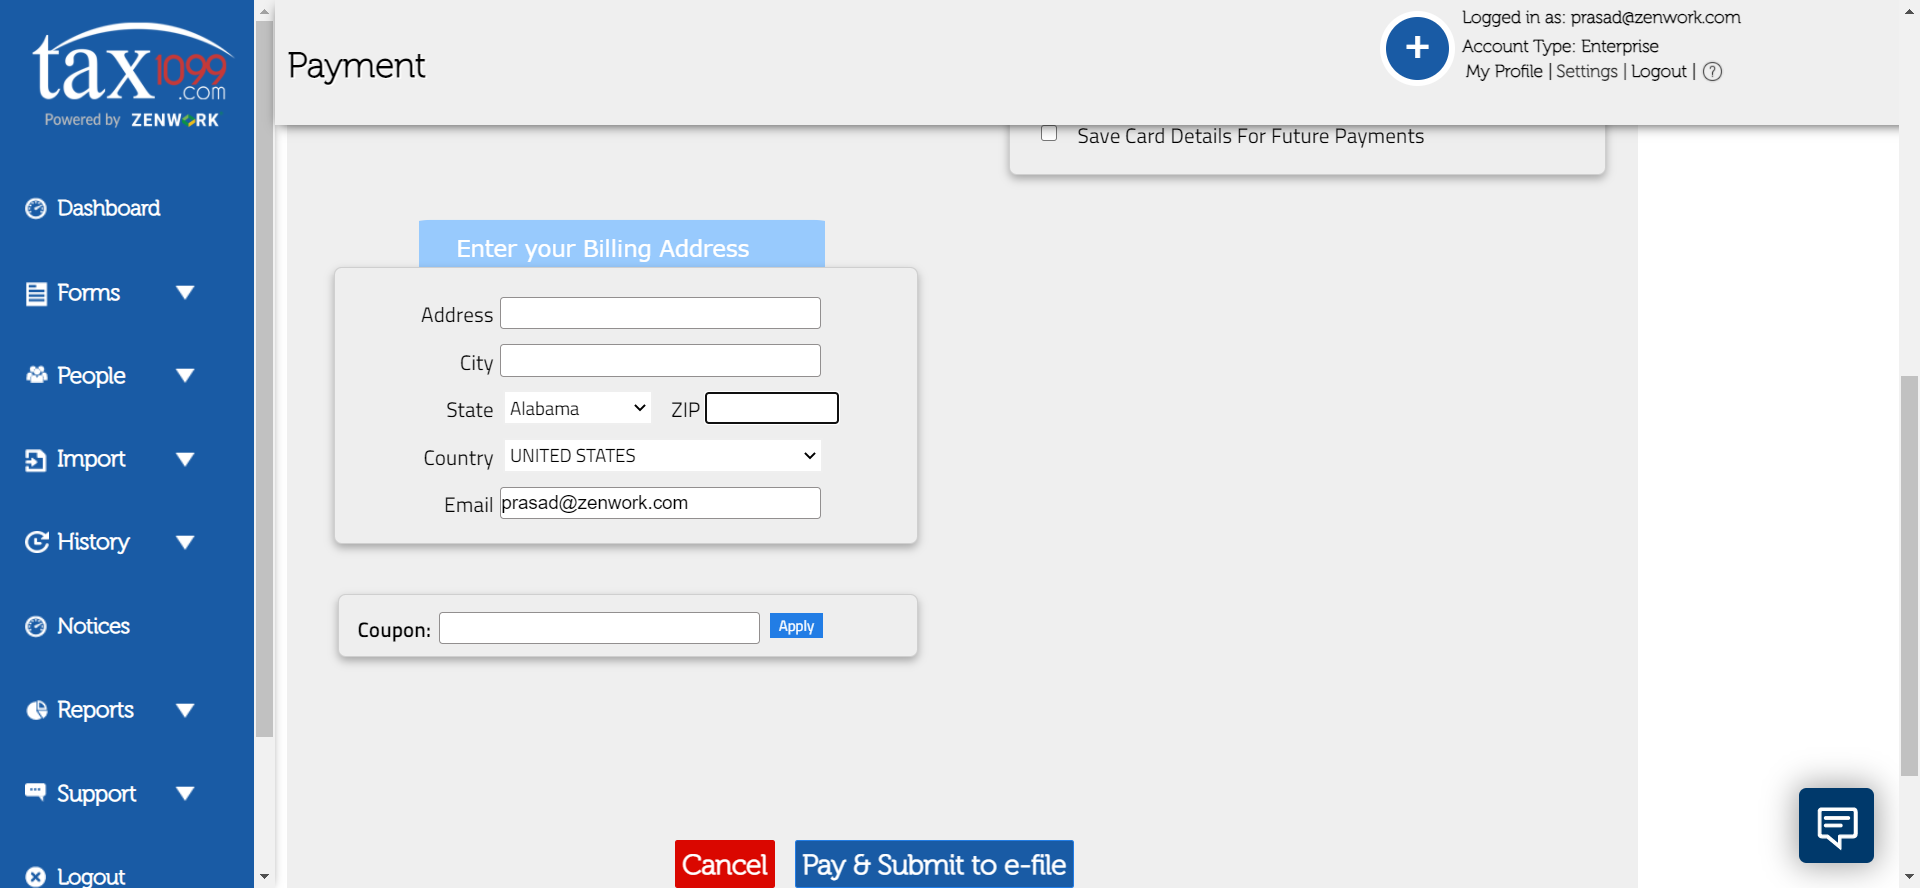 tax1099
.com
Powered by ZENWORK
Dashboard
Forms
People
Import
History
Notices
Reports
Support
Logout
Payment
Logged in as: prasad@zenwork.com
Account Type: Enterprise
My Profile | Settings | Logout | ?
Save Card Details For Future Payments
Enter your Billing Address
Address
City
State Alabama ZIP
Country UNITED STATES
Email prasad@zenwork.com
Coupon: Apply
Cancel Pay & Submit to e-file